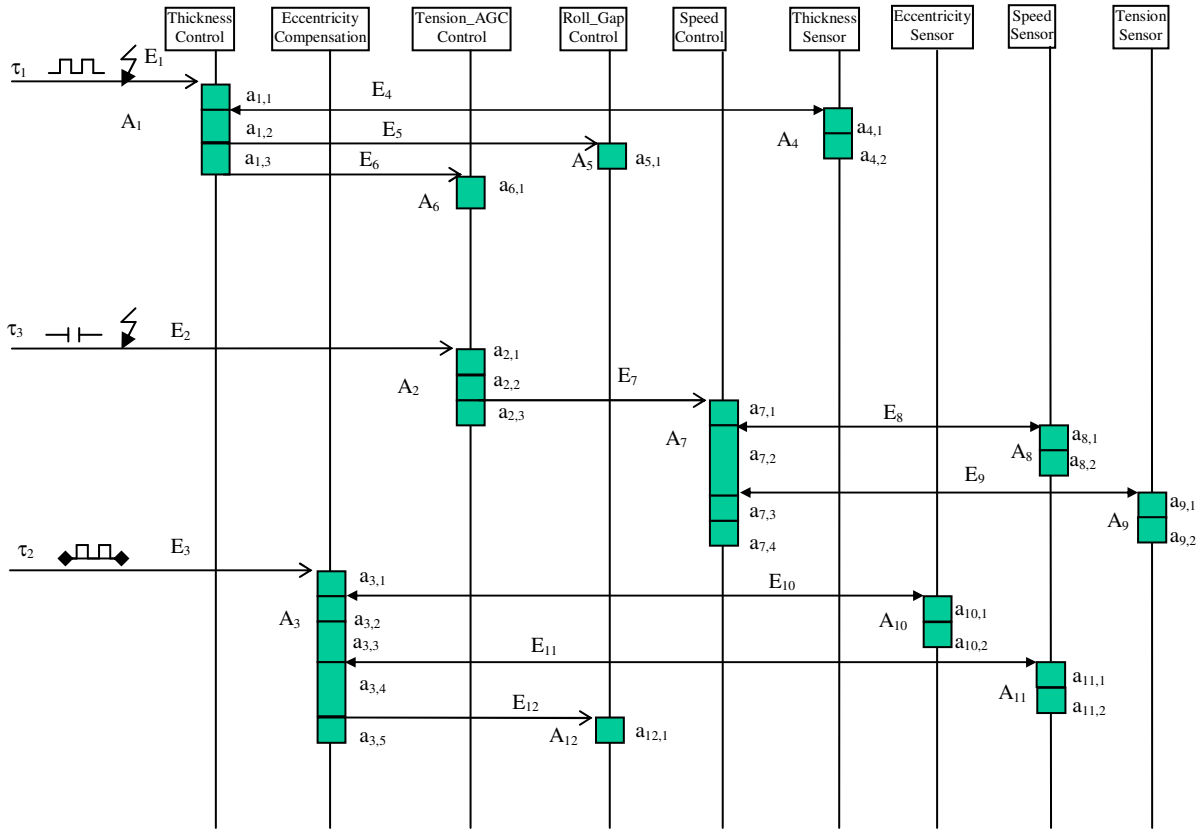 Thickness
Control
Eccentricity
Compensation
Tension_AGC
Control
Roll_Gap
Control
Speed
Control
Thickness
Sensor
Eccentricity
Sensor
Speed
Sensor
Tension
Sensor
τ1
E1
A1
a1,1
a1,2
a1,3
E4
E5
E6
A6
a6,1
A5
a5,1
A4
a4,1
a4,2
τ3
E2
A2
a2,1
a2,2
a2,3
E7
A7
a7,1
a7,2
a7,3
a7,4
E8
A8
a8,1
a8,2
E9
A9
a9,1
a9,2
τ2
E3
A3
a3,1
a3,2
a3,3
a3,4
a3,5
E10
A10
a10,1
a10,2
E11
A11
a11,1
a11,2
E12
A12
a12,1